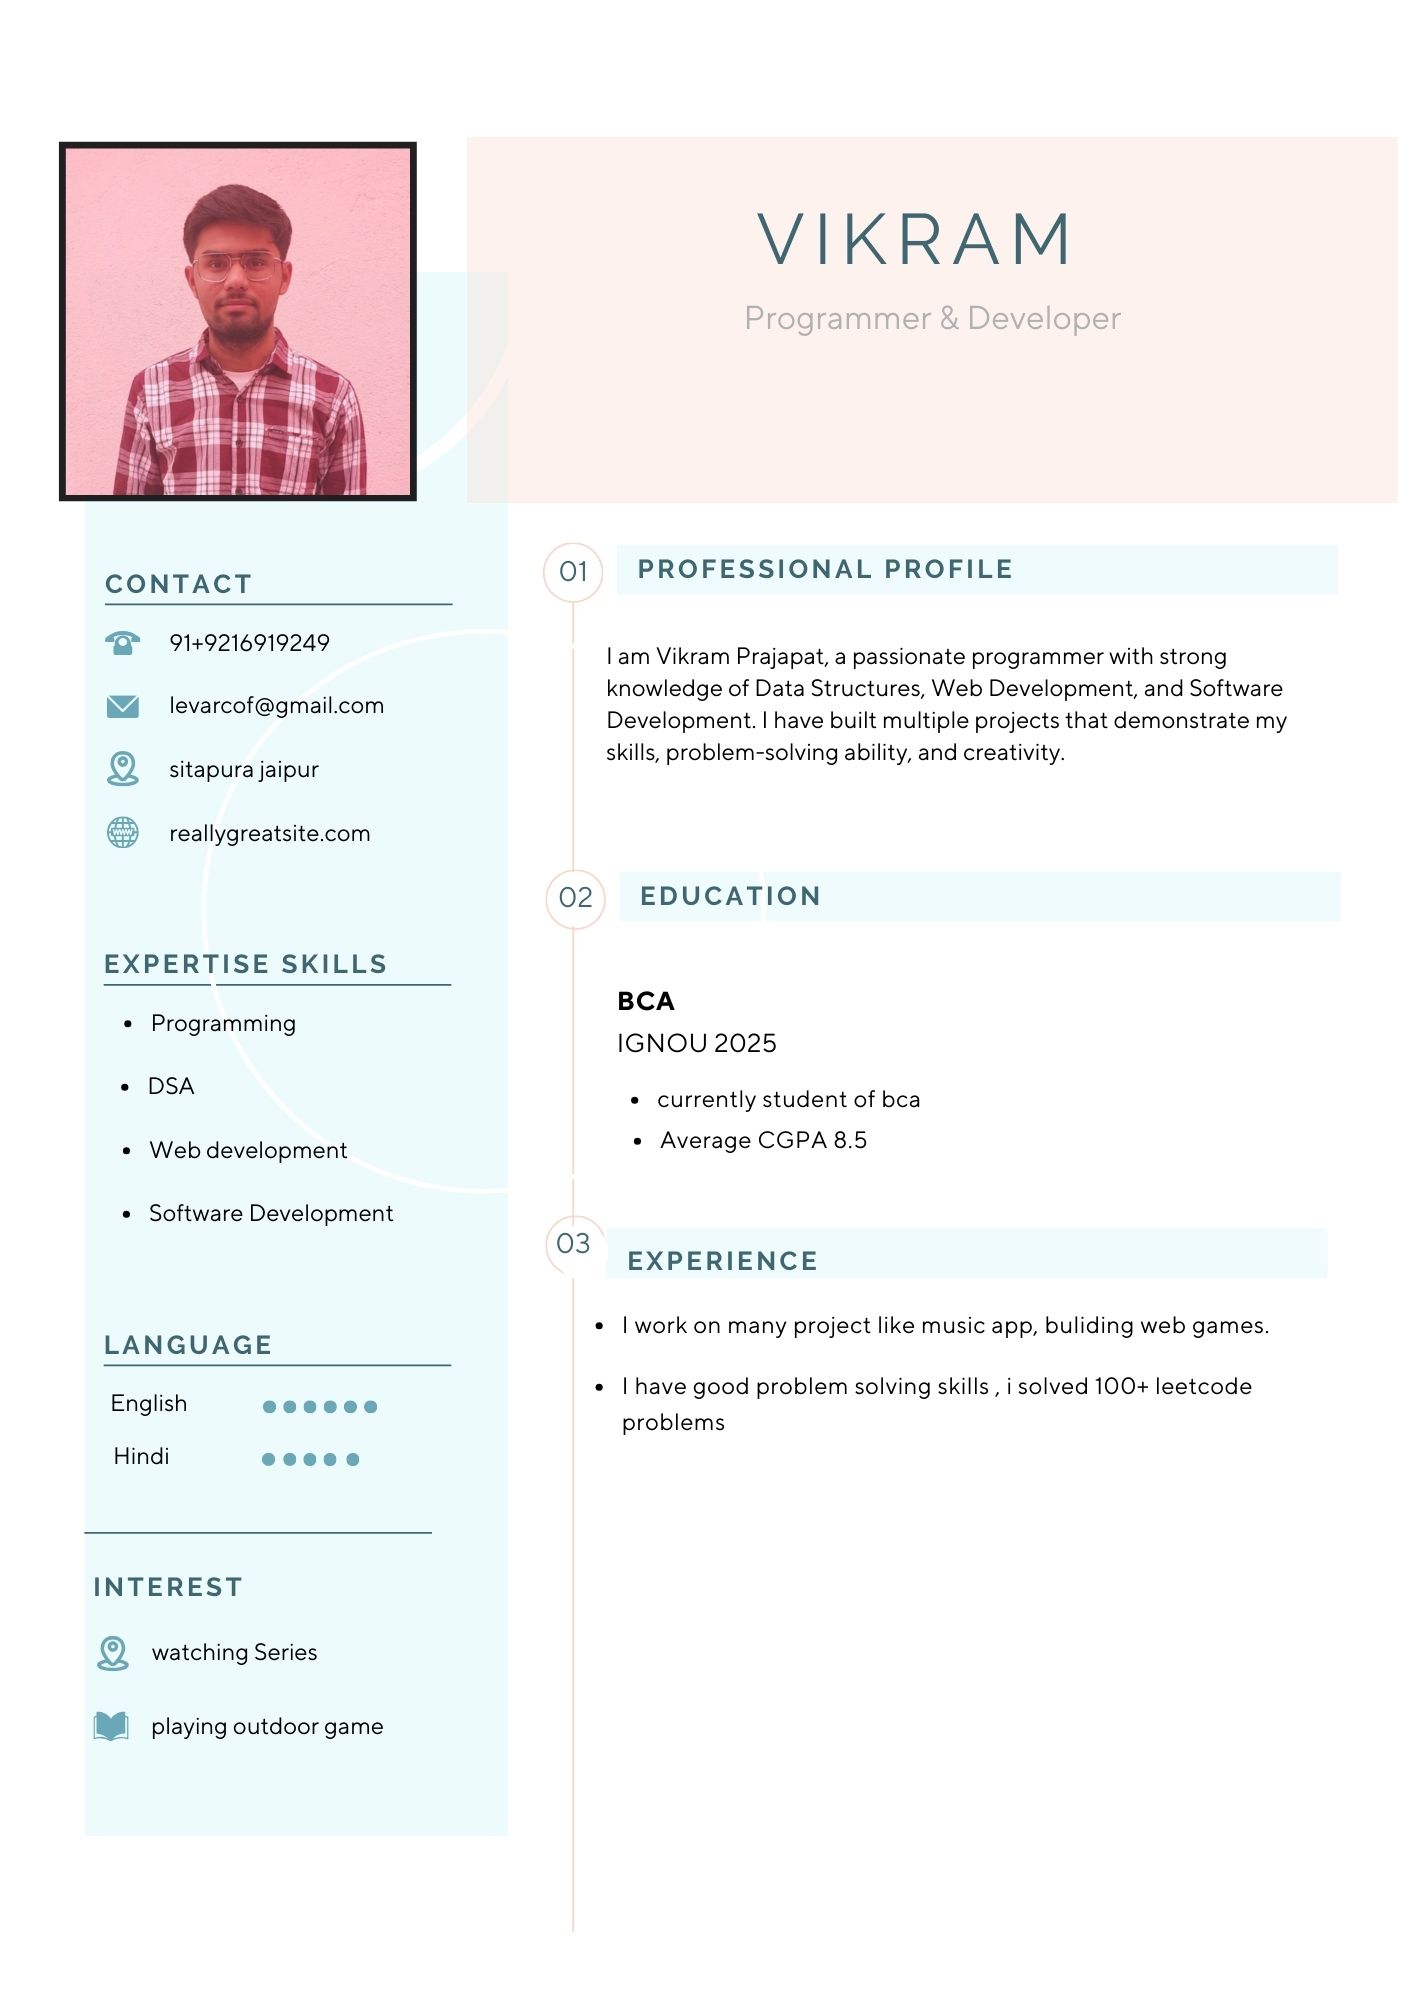 VIKRAM
Programmer & Developer
CONTACT
91+9216919249
levarcof@gmail.com
sitapura jaipur
www
reallygreatsite.com
EXPERTISE SKILLS
• Programming
• DSA
• Web development
• Software Development
LANGUAGE
English
Hindi
INTEREST
watching Series
playing outdoor game
01
PROFESSIONAL PROFILE
I am Vikram Prajapat, a passionate programmer with strong
knowledge of Data Structures, Web Development, and Software
Development. I have built multiple projects that demonstrate my
skills, problem-solving ability, and creativity.
02
EDUCATION
BCA
IGNOU 2025
• currently student of bca
• Average CGPA 8.5
03
EXPERIENCE
• I work on many project like music app, buliding web games.
• I have good problem solving skills , i solved 100+ leetcode
problems